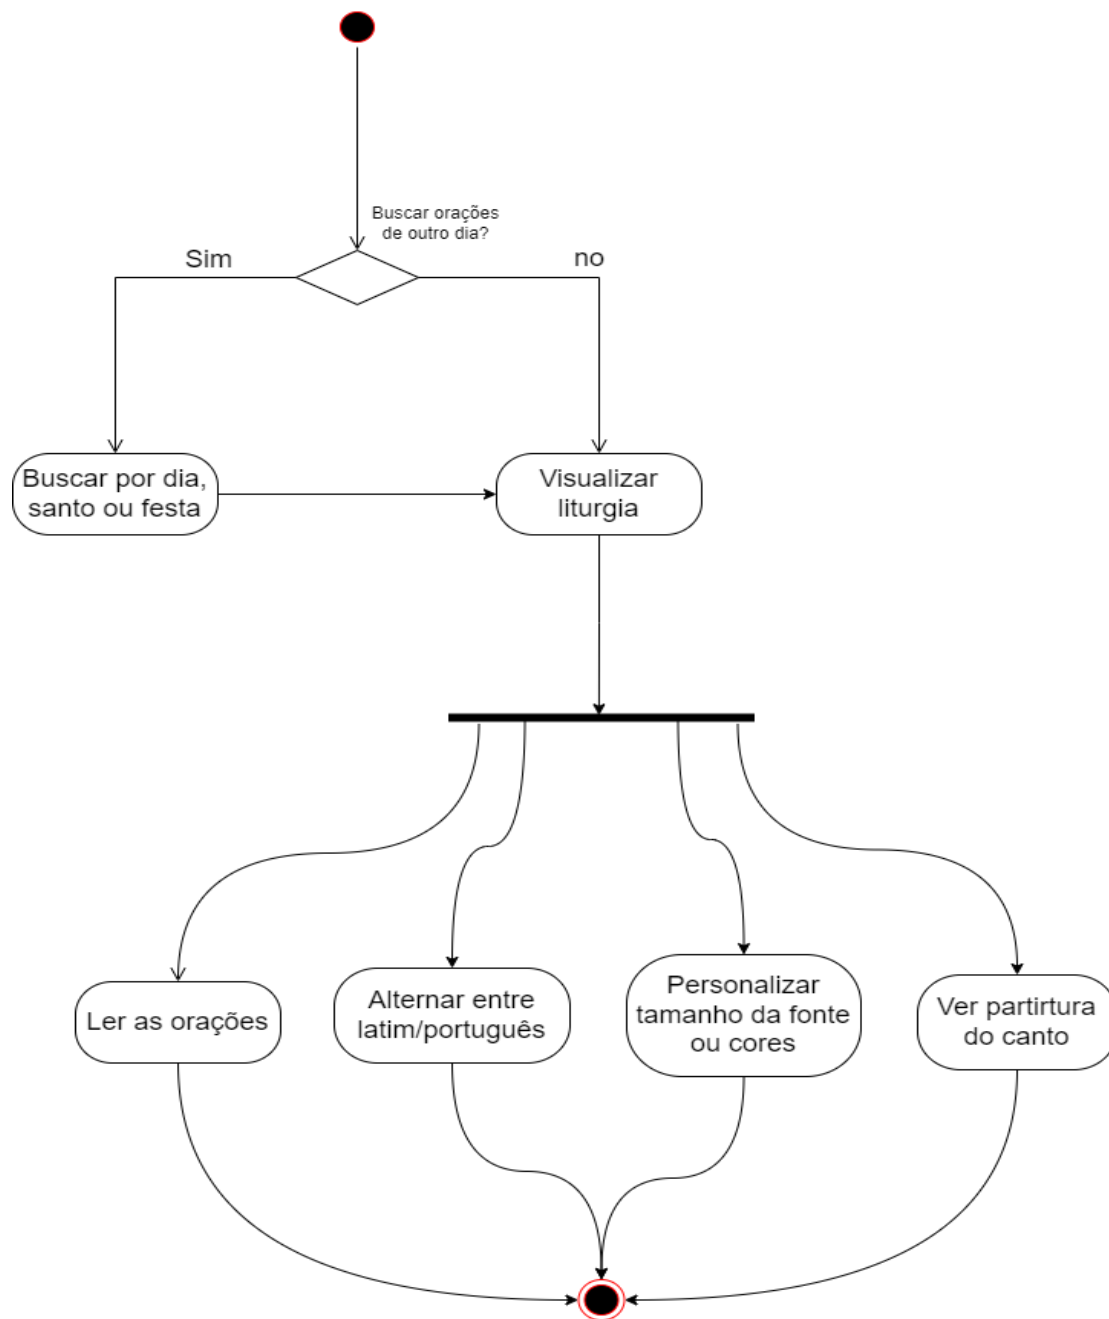 Buscar orações
de outro dia?
Sim
no
Buscar por dia,
santo ou festa
Visualizar
liturgia
Ler as orações
Alternar entre
latim/português
Personalizar
tamanho da fonte
ou cores
Ver partirtura
do canto